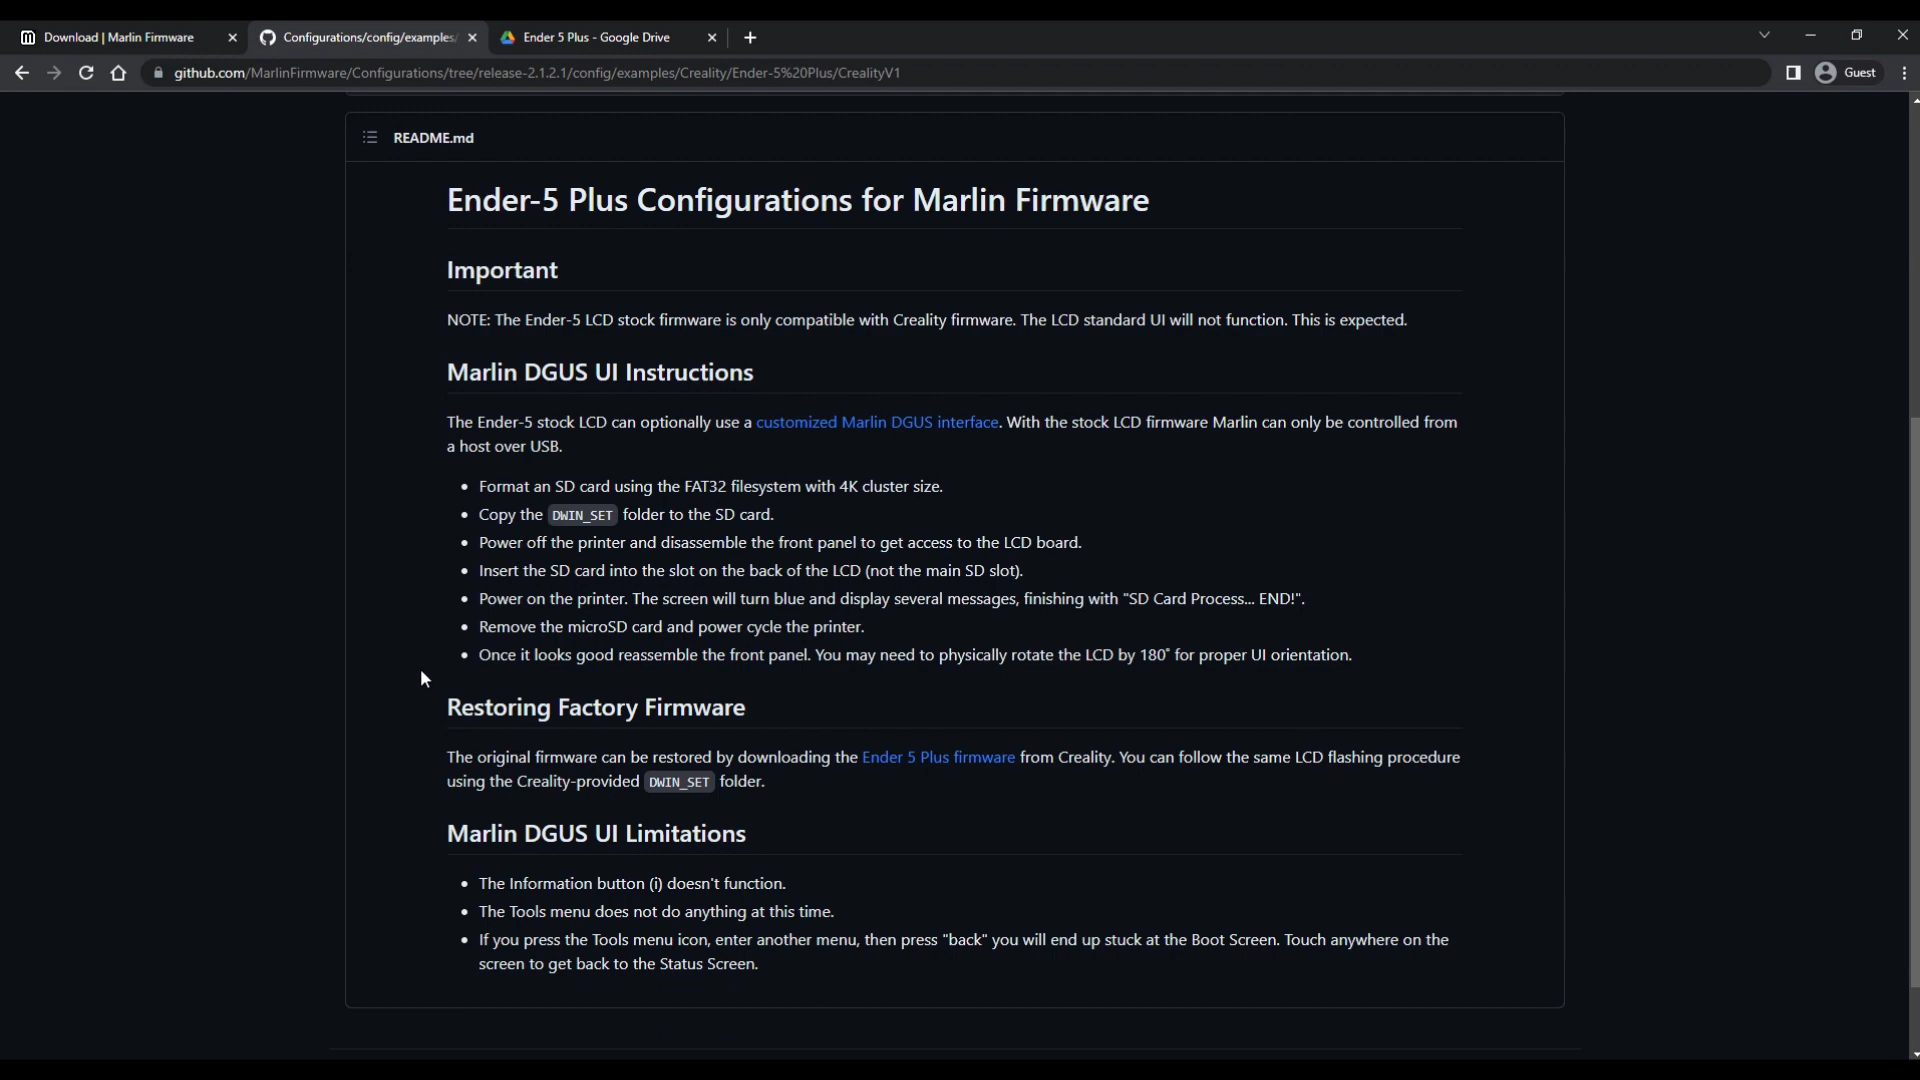 Download | Marlin Firmware
Configurations/config/examples/
Ender 5 Plus - Google Drive
github.com/MarlinFirmware/Configurations/tree/release-2.1.2.1/config/examples/Creality/Ender-5%20Plus/CrealityV1
Guest
README.md
Ender-5 Plus Configurations for Marlin Firmware
Important
NOTE: The Ender-5 LCD stock firmware is only compatible with Creality firmware. The LCD standard UI will not function. This is expected.
Marlin DGUS UI Instructions
The Ender-5 stock LCD can optionally use a customized Marlin DGUS interface. With the stock LCD firmware Marlin can only be controlled from
a host over USB.
• Format an SD card using the FAT32 filesystem with 4K cluster size.
• Copy the DWIN_SET folder to the SD card.
• Power off the printer and disassemble the front panel to get access to the LCD board.
• Insert the SD card into the slot on the back of the LCD (not the main SD slot).
• Power on the printer. The screen will turn blue and display several messages, finishing with "SD Card Process... END!".
• Remove the microSD card and power cycle the printer.
• Once it looks good reassemble the front panel. You may need to physically rotate the LCD by 180° for proper UI orientation.
Restoring Factory Firmware
The original firmware can be restored by downloading the Ender 5 Plus firmware from Creality. You can follow the same LCD flashing procedure
using the Creality-provided DWIN_SET folder.
Marlin DGUS UI Limitations
• The Information button (i) doesn't function.
• The Tools menu does not do anything at this time.
• If you press the Tools menu icon, enter another menu, then press "back" you will end up stuck at the Boot Screen. Touch anywhere on the
screen to get back to the Status Screen.